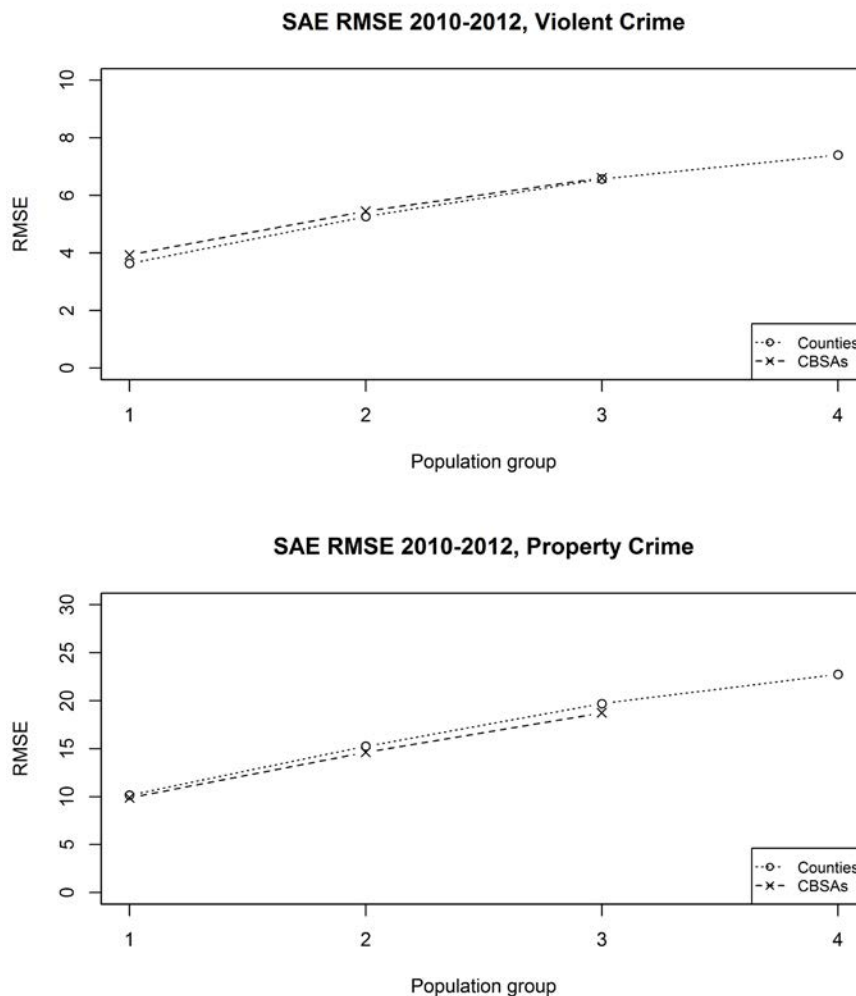 SAE RMSE 2010-2012, Violent Crime
10
8
6
4
2
0
RMSE
Counties
CBSAs
1 2 3 4
Population group
SAE RMSE 2010-2012, Property Crime
30
25
20
15
10
5
0
RMSE
Counties
CBSAs
1 2 3 4
Population group